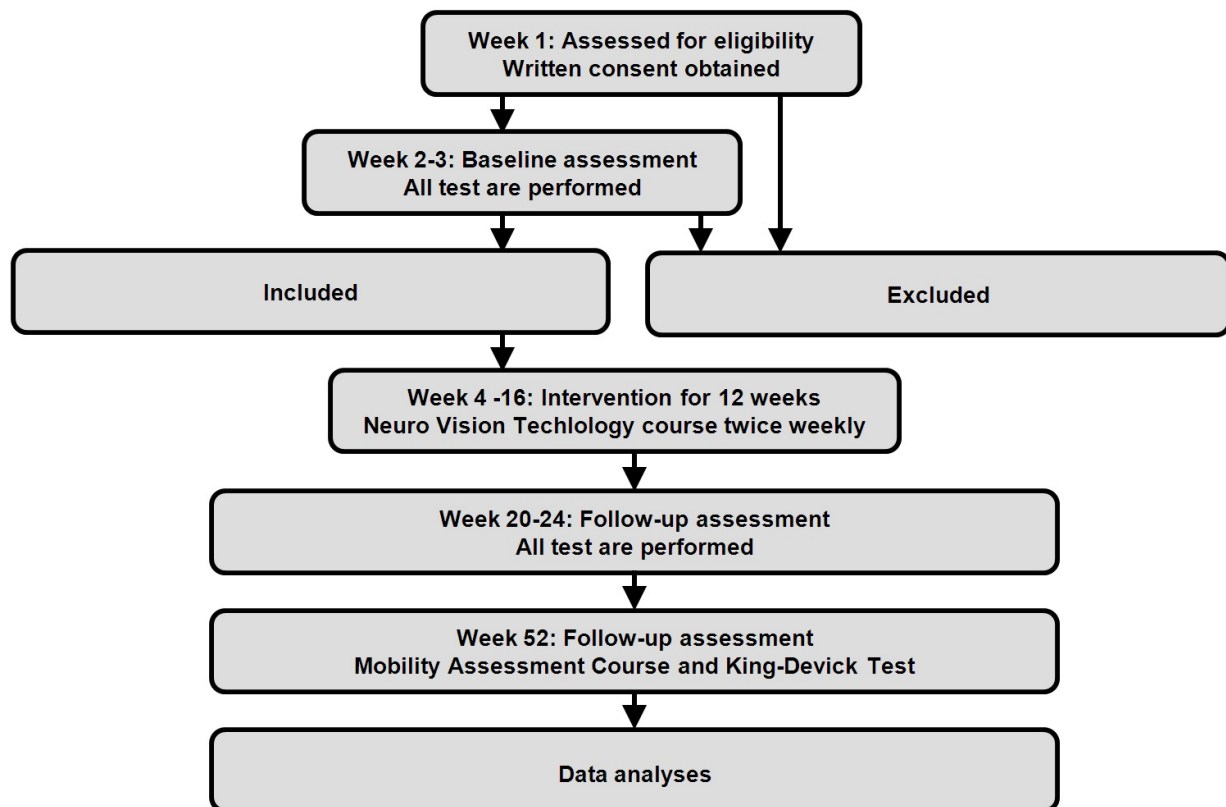 Week 1: Assessed for eligibility
Written consent obtained
Week 2-3: Baseline assessment
All test are performed
Included
Excluded
Week 4 -16: Intervention for 12 weeks
Neuro Vision Techlology course twice weekly
Week 20-24: Follow-up assessment
All test are performed
Week 52: Follow-up assessment
Mobility Assessment Course and King-Devick Test
Data analyses